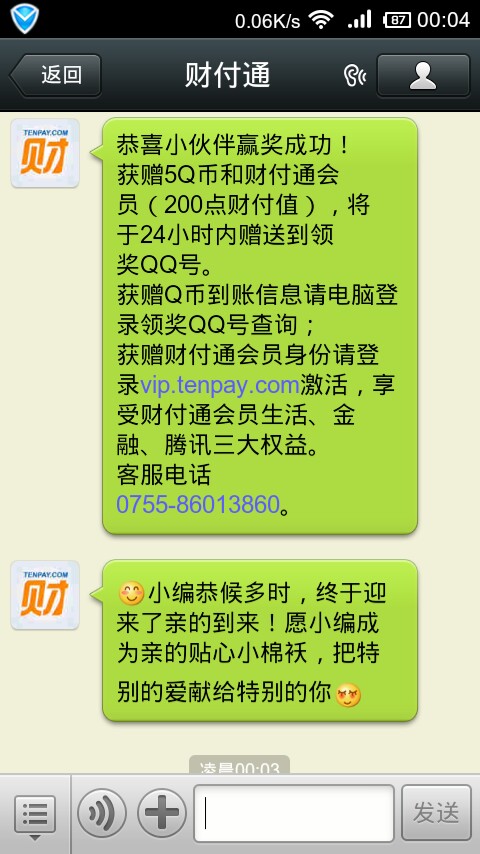 0.06K/s 87 00:04
返回 财付通
TENPAY.COM
财
恭喜小伙伴赢奖成功！
获赠5Q币和财付通会
员（200点财付值），将
于24小时内赠送到领
奖QQ号。
获赠Q币到账信息请电脑登
录领奖QQ号查询；
获赠财付通会员身份请登
录vip.tenpay.com激活，享
受财付通会员生活、金
融、腾讯三大权益。
客服电话
0755-86013860。
TENPAY.COM
财
小编恭候多时，终于迎
来了亲的到来！愿小编成
为亲的贴心小棉袄，把特
别的爱献给特别的你
凌晨00:03
发送